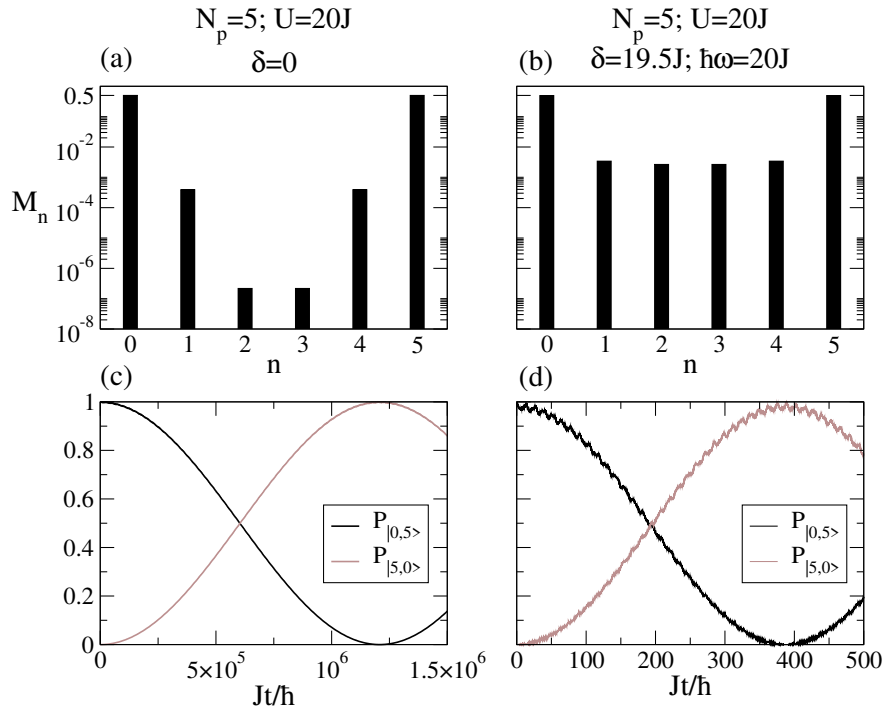 N_p=5; U=20J
(a)
δ=0
0.5
10^-2
10^-4
10^-6
10^-8
M_n
0 1 2 3 4 5
n
N_p=5; U=20J
(b)
δ=19.5J; ħω=20J
0 1 2 3 4 5
n
(c)
1
0.8
0.6
0.4
0.2
0
P_|0,5>
P_|5,0>
0 5×10^5 10^6 1.5×10^6
Jt/ħ
(d)
P_|0,5>
P_|5,0>
0 100 200 300 400 500
Jt/ħ